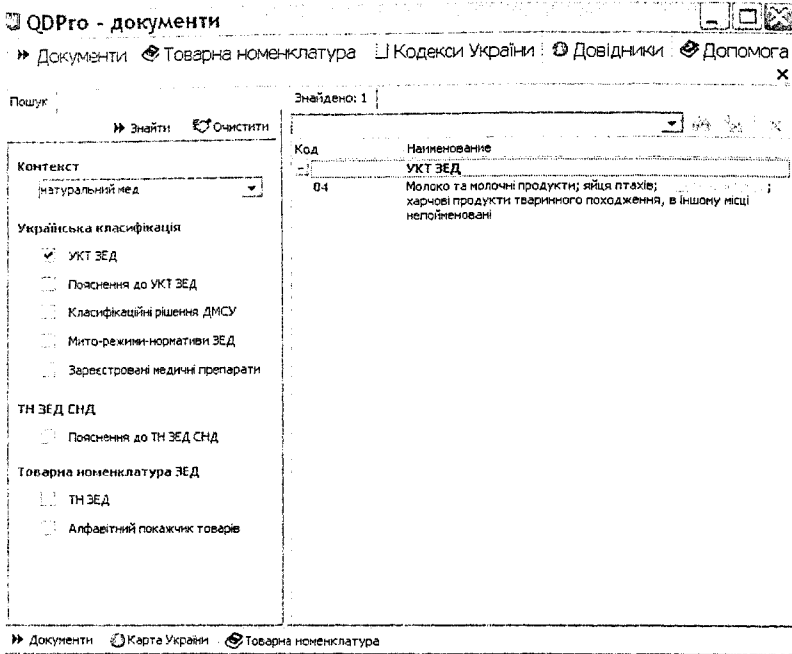 QDPro - документи
Документи Товарна номенклатура Кодекси України Довідники Допомога
Пошук
Знайти Очистити
Контекст
натуральний мед
Українська класифікація
УКТ ЗЕД
Пояснення до УКТ ЗЕД
Класифікаційні рішення ДМСУ
Мито-режими-нормативи ЗЕД
Зареєстровані медичні препарати
ТН ЗЕД СНД
Пояснення до ТН ЗЕД СНД
Товарна номенклатура ЗЕД
ТН ЗЕД
Алфавітний покажчик товарів
Знайдено: 1
Код Наименование
УКТ ЗЕД
04 Молоко та молочні продукти; яйця птахів; ;
харчові продукти тваринного походження, в іншому місці
непойменовані
Документи Карта України Товарна номенклатура